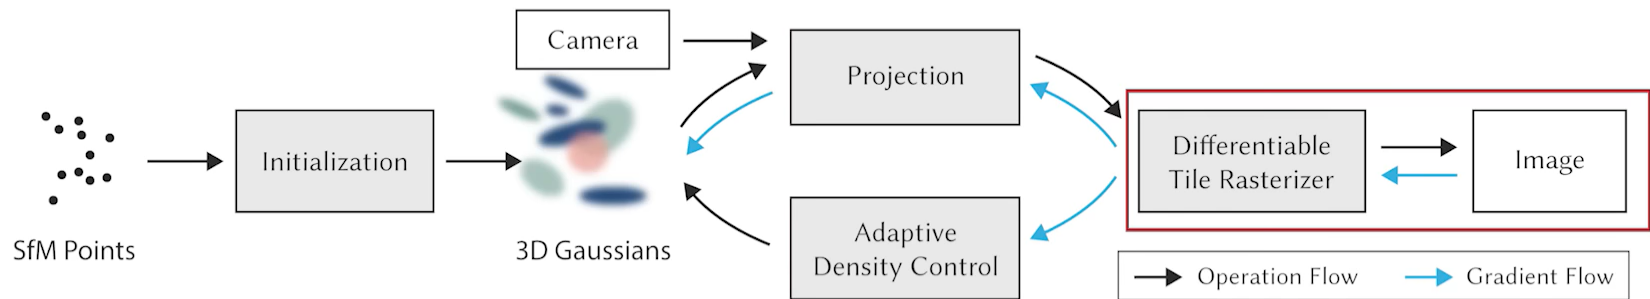 Camera
Projection
Differentiable
Tile Rasterizer
Image
Initialization
Adaptive
Density Control
SfM Points
3D Gaussians
Operation Flow
Gradient Flow